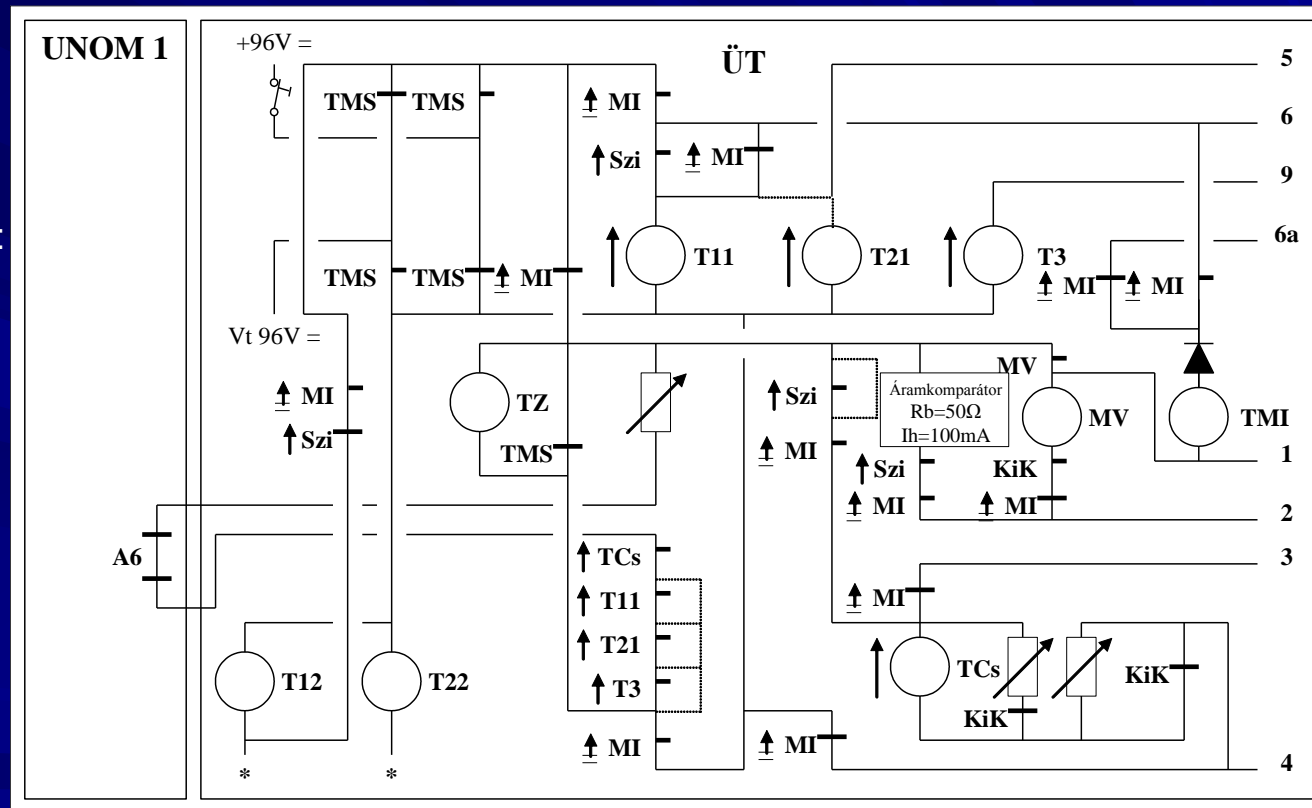 UNOM 1
+96V =
ÜT
5
TMS TMS MI
6
Szi MI
9
T11 T21 T3
6a
TMS TMS MI
MI MI
Vt 96V =
MI
Szi
TZ
TMS
Szi
MI
Áramkomparátor
Rb=50Ω
Ih=100mA
MV
MV
TMI
1
Szi KiK
MI MI
2
A6
TCs
3
T11
MI
T21
T12 T22
T3
TCs
KiK
KiK
MI MI
4
* *